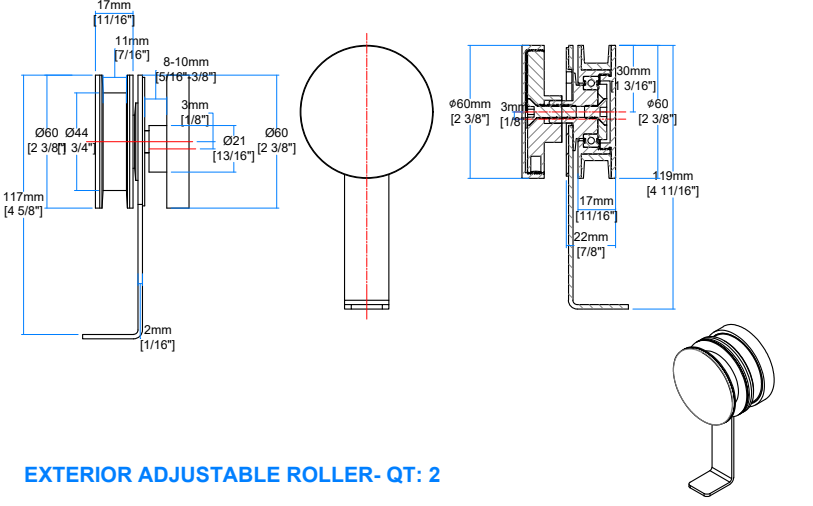 17mm
[11/16"]
11mm
[7/16"]
8-10mm
[5/16"-3/8"]
3mm
[1/8"]
Ø60
[2 3/8"]
Ø44
1 3/4"]
Ø21
[13/16"]
Ø60
[2 3/8"]
117mm
[4 5/8"]
2mm
[1/16"]
30mm
1 3/16"]
ϕ60mm
[2 3/8"]
3mm
[1/8
ϕ60
[2 3/8"]
119mm
[4 11/16"]
17mm
[11/16"]
22mm
[7/8"]
EXTERIOR ADJUSTABLE ROLLER- QT: 2